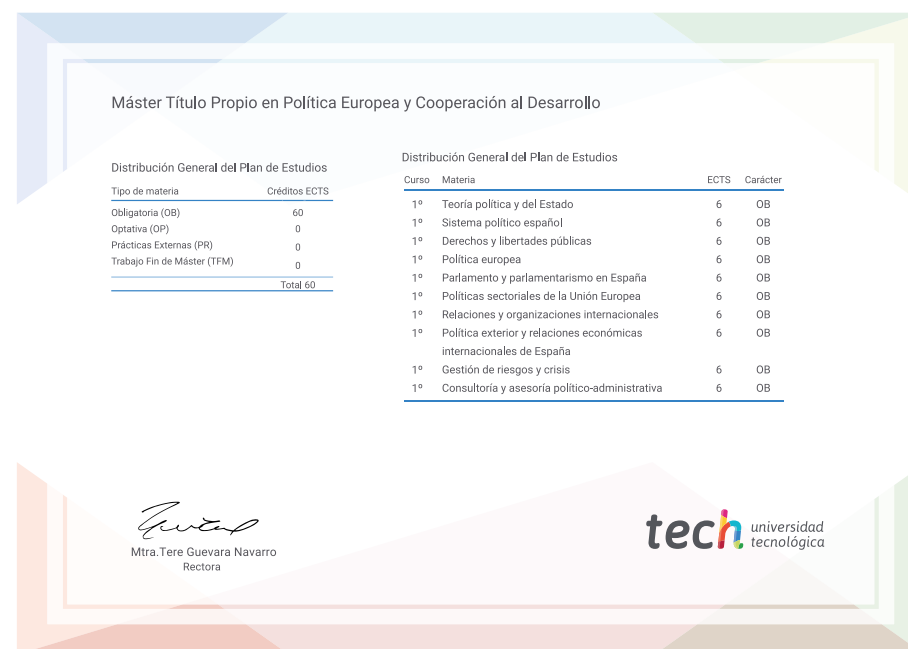 Máster Título Propio en Política Europea y Cooperación al Desarrollo
Distribución General del Plan de Estudios
Tipo de materia Créditos ECTS
Obligatoria (OB) 60
Optativa (OP) 0
Prácticas Externas (PR) 0
Trabajo Fin de Máster (TFM) 0
Total 60
Distribución General del Plan de Estudios
Curso Materia ECTS Carácter
1º Teoría política y del Estado 6 OB
1º Sistema político español 6 OB
1º Derechos y libertades públicas 6 OB
1º Política europea 6 OB
1º Parlamento y parlamentarismo en España 6 OB
1º Políticas sectoriales de la Unión Europea 6 OB
1º Relaciones y organizaciones internacionales 6 OB
1º Política exterior y relaciones económicas 6 OB
internacionales de España
1º Gestión de riesgos y crisis 6 OB
1º Consultoría y asesoría político-administrativa 6 OB
Mtra.Tere Guevara Navarro
Rectora
tech universidad
tecnológica